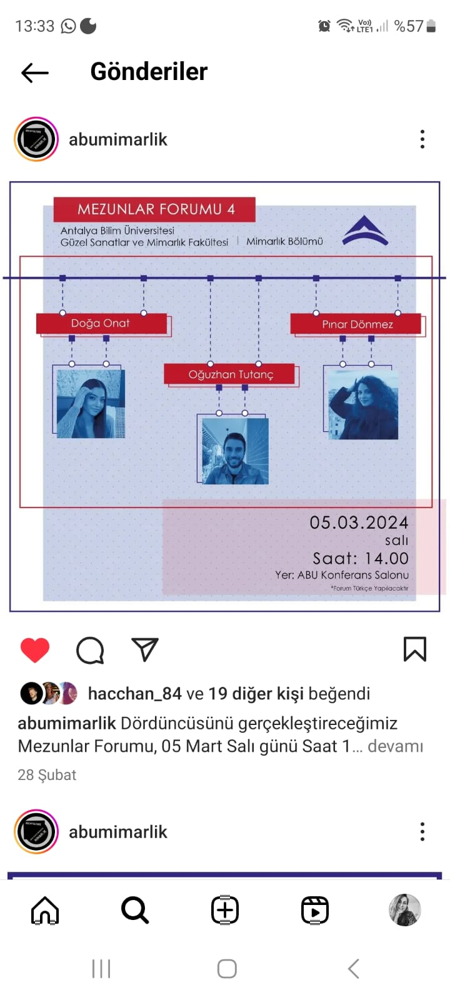 13:33 Vo)) LTE1 %57
Gönderiler
abumimarlik
MEZUNLAR FORUMU 4
Antalya Bilim Üniversitesi
Güzel Sanatlar ve Mimarlık Fakültesi | Mimarlık Bölümü
Doğa Onat
Pınar Dönmez
Oğuzhan Tutanç
05.03.2024
salı
Saat: 14.00
Yer: ABU Konferans Salonu
*Forum Türkçe Yapılacaktır
hacchan_84 ve 19 diğer kişi beğendi
abumimarlik Dördüncüsünü gerçekleştireceğimiz
Mezunlar Forumu, 05 Mart Salı günü Saat 1... devamı
28 Şubat
abumimarlik